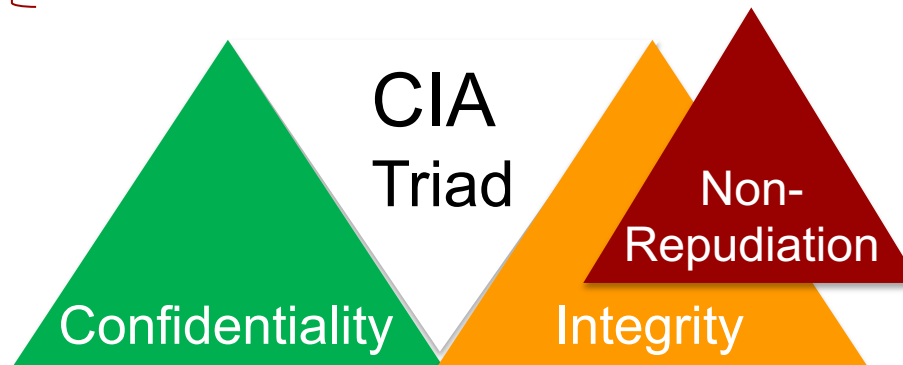 CIA
Triad
Non-
Repudiation
Confidentiality
Integrity